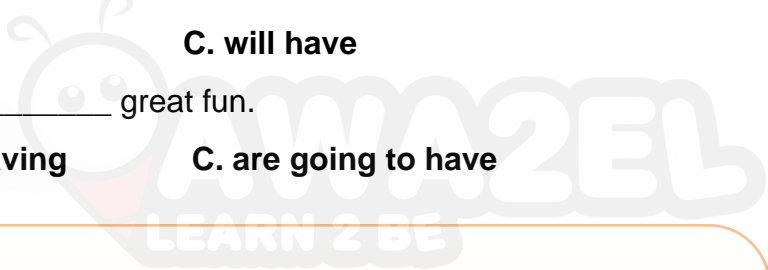 C. will have
_______ great fun.
ving C. are going to have
AWA2EL
LEARN 2 BE